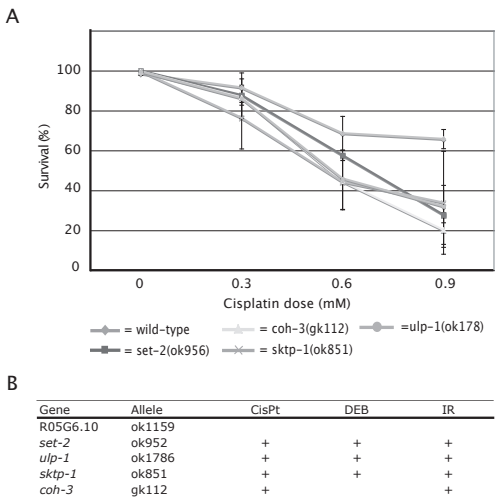 A
100
80
60
40
20
0
Survival (%)
0 0.3 0.6 0.9
Cisplatin dose (mM)
= wild-type = coh-3(gk112) =ulp-1(ok178)
= set-2(ok956) = sktp-1(ok851)
B
Gene Allele CisPt DEB IR
R05G6.10 ok1159
set-2 ok952 + + +
ulp-1 ok1786 + + +
sktp-1 ok851 + + +
coh-3 gk112 + +